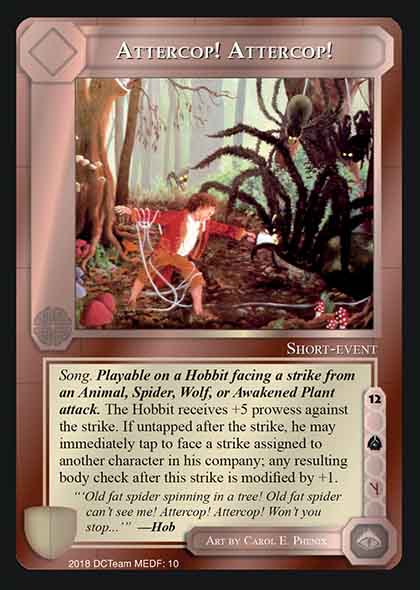 ATTERCOP! ATTERCOP!
SHORT-EVENT
Song. Playable on a Hobbit facing a strike from
an Animal, Spider, Wolf, or Awakened Plant
attack. The Hobbit receives +5 prowess against
the strike. If untapped after the strike, he may
immediately tap to face a strike assigned to
another character in his company; any resulting
body check after this strike is modified by +1.
12
“‘Old fat spider spinning in a tree! Old fat spider
can’t see me! Attercop! Attercop! Won’t you
stop...’” —Hob
ART BY CAROL E. PHENIX
2018 DCTeam MEDF: 10